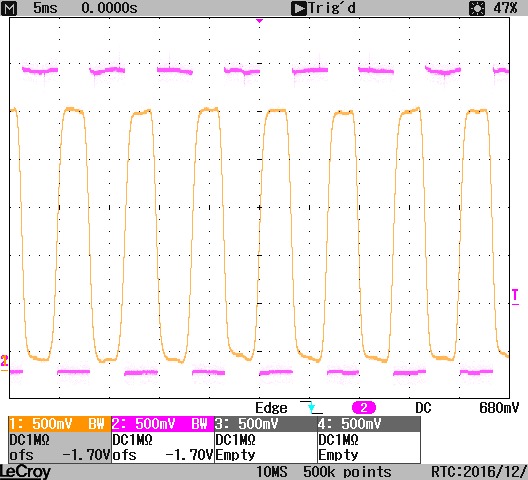 M 5ms 0.0000s Trig'd 47%
T
2
Edge 2 DC 680mV
1: 500mV BW 2: 500mV BW 3: 500mV 4: 500mV
DC1MΩ DC1MΩ DC1MΩ DC1MΩ
ofs -1.70V ofs -1.70V Empty Empty
LeCroy 10MS 500k points RTC:2016/12/